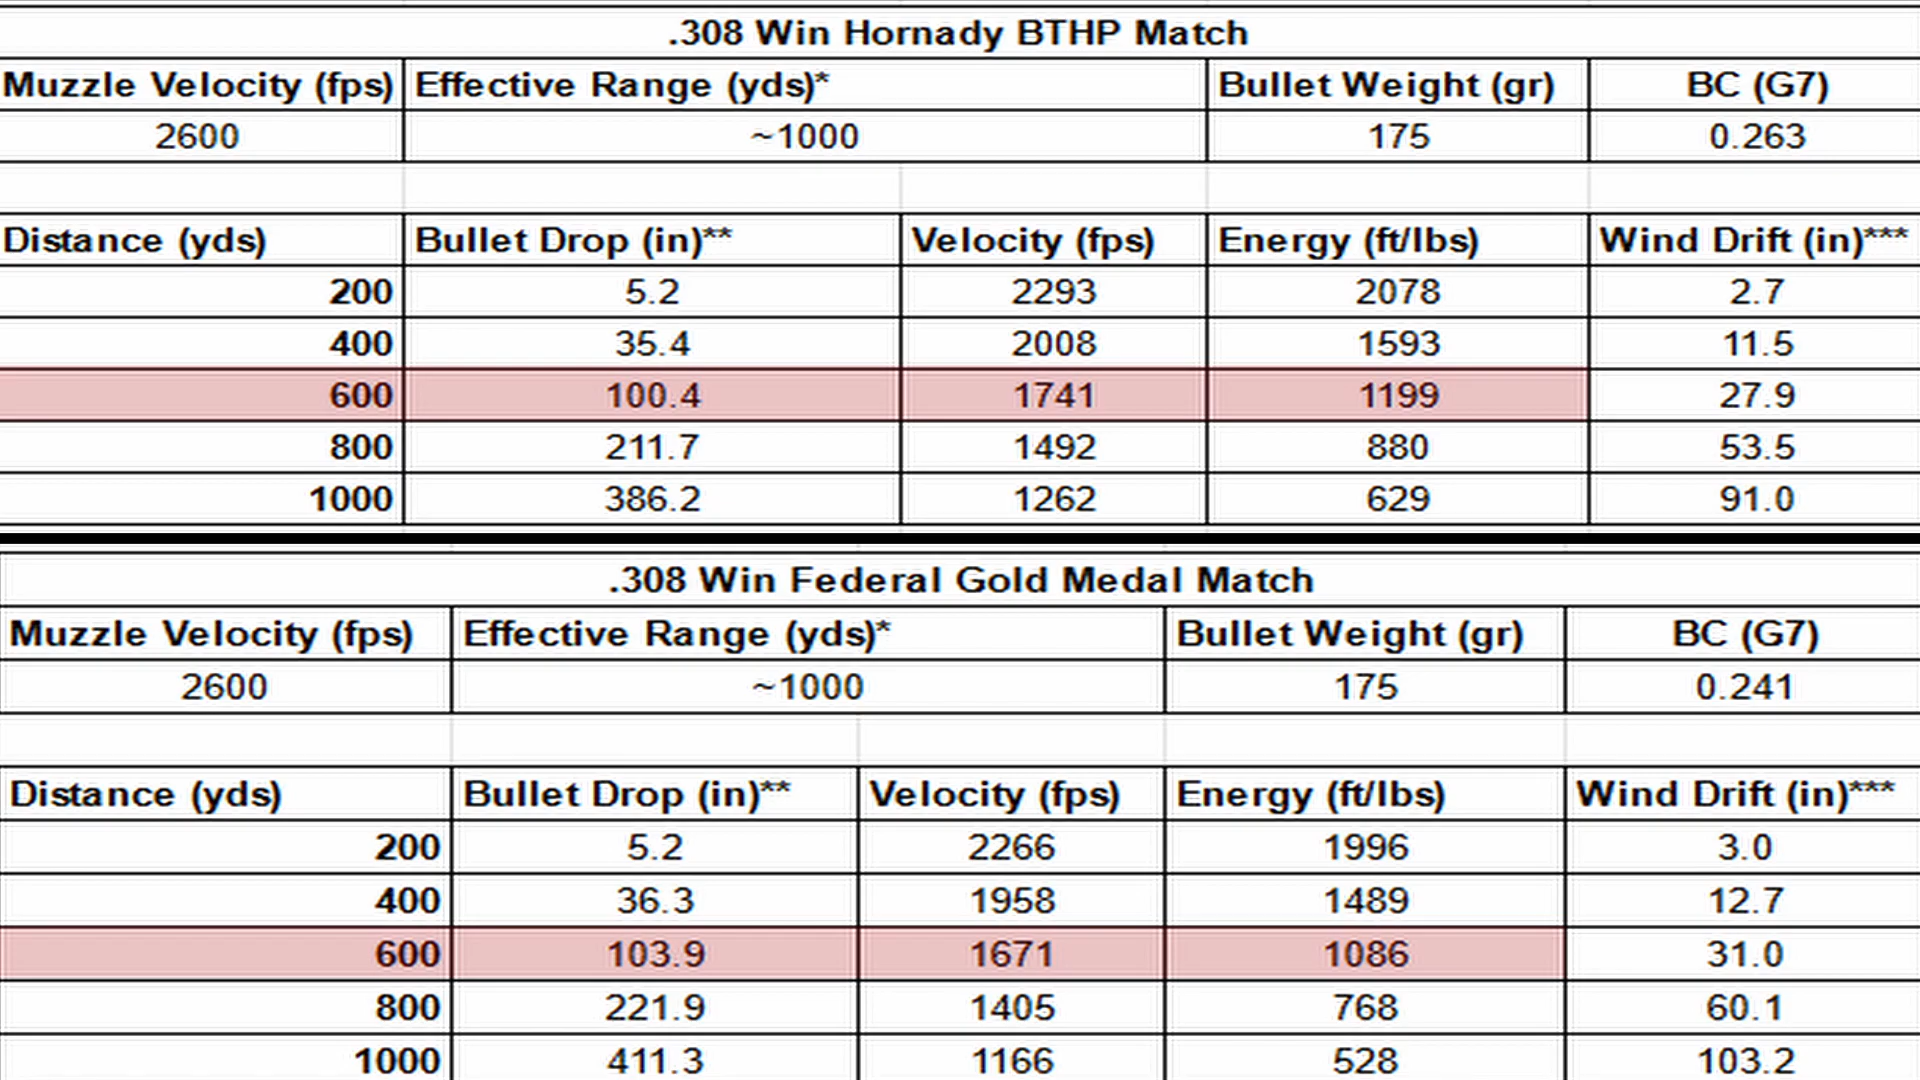 .308 Win Hornady BTHP Match
Muzzle Velocity (fps) Effective Range (yds)* Bullet Weight (gr) BC (G7)
2600 ~1000 175 0.263
Distance (yds) Bullet Drop (in)** Velocity (fps) Energy (ft/lbs) Wind Drift (in)***
200 5.2 2293 2078 2.7
400 35.4 2008 1593 11.5
600 100.4 1741 1199 27.9
800 211.7 1492 880 53.5
1000 386.2 1262 629 91.0
.308 Win Federal Gold Medal Match
Muzzle Velocity (fps) Effective Range (yds)* Bullet Weight (gr) BC (G7)
2600 ~1000 175 0.241
Distance (yds) Bullet Drop (in)** Velocity (fps) Energy (ft/lbs) Wind Drift (in)***
200 5.2 2266 1996 3.0
400 36.3 1958 1489 12.7
600 103.9 1671 1086 31.0
800 221.9 1405 768 60.1
1000 411.3 1166 528 103.2